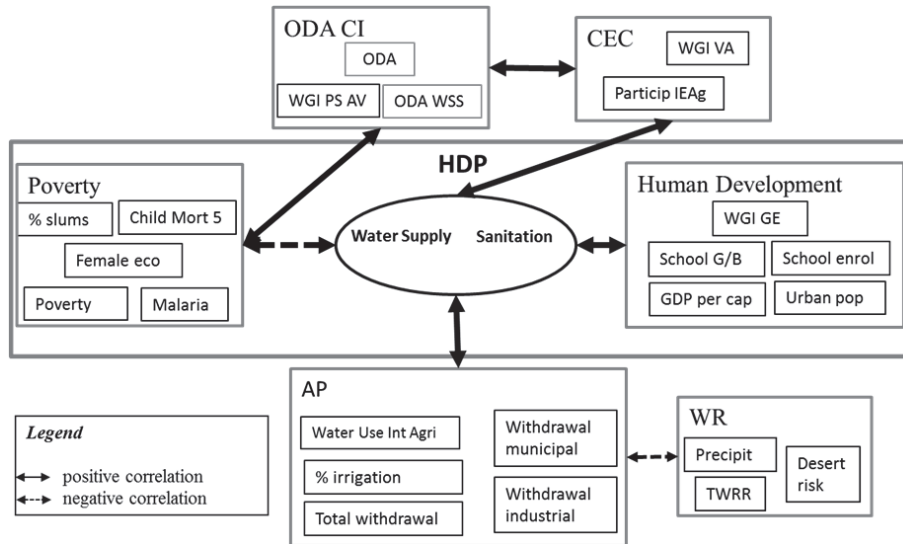 ODA CI
ODA
WGI PS AV
ODA WSS
CEC
WGI VA
Particip IEAg
HDP
Poverty
% slums
Child Mort 5
Female eco
Poverty
Malaria
Water Supply
Sanitation
Human Development
WGI GE
School G/B
School enrol
GDP per cap
Urban pop
AP
Water Use Int Agri
% irrigation
Total withdrawal
Withdrawal
municipal
Withdrawal
industrial
WR
Precipit
TWRR
Desert
risk
Legend
positive correlation
negative correlation